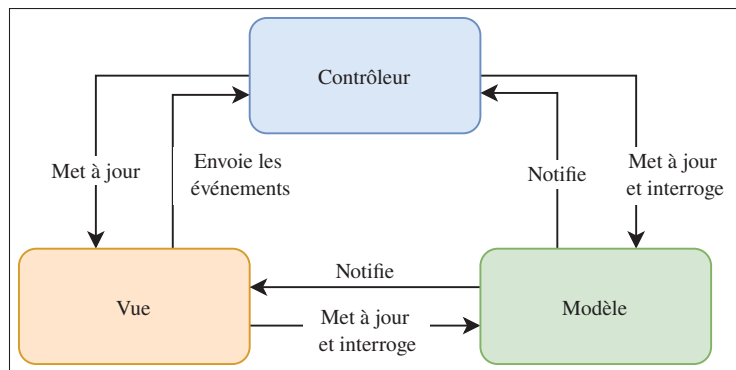 Contrôleur
Met à jour
Envoie les
événements
Notifie
Met à jour
et interroge
Vue
Notifie
Met à jour
et interroge
Modèle